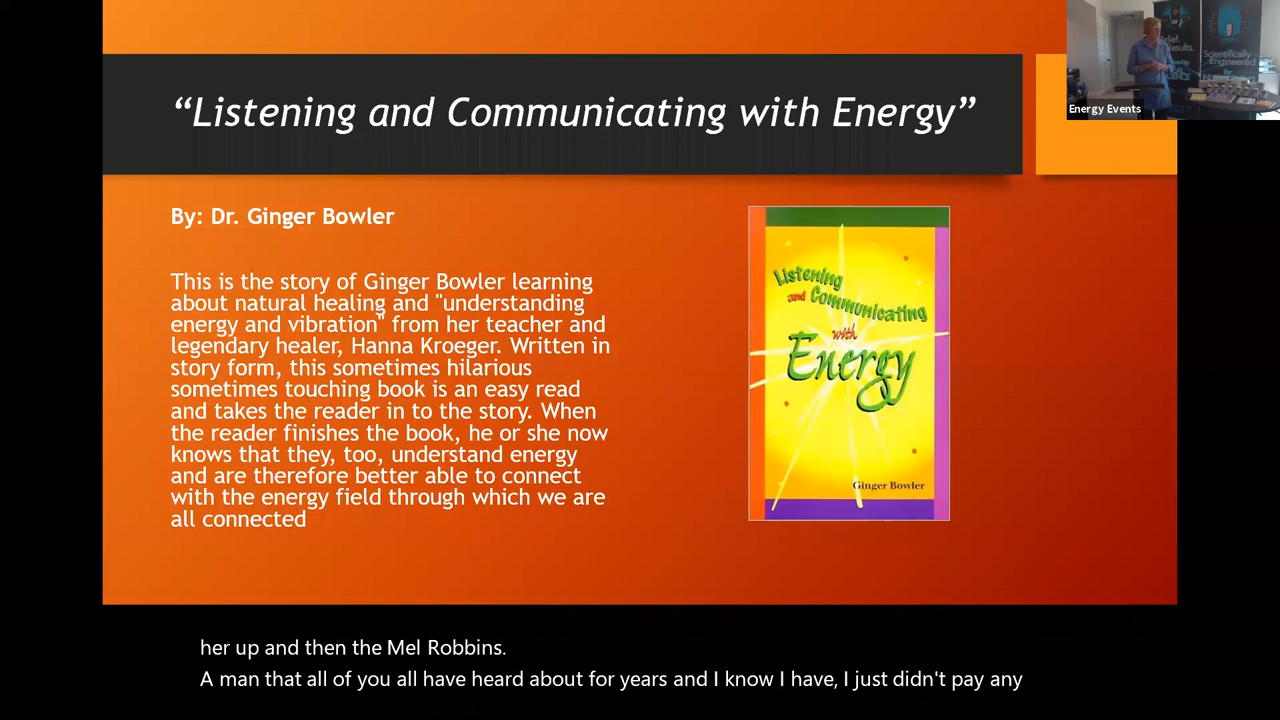 “Listening and Communicating with Energy”
Energy Events
Relief.
Results.
Scientifically
Engineered
By: Dr. Ginger Bowler
This is the story of Ginger Bowler learning
about natural healing and "understanding
energy and vibration" from her teacher and
legendary healer, Hanna Kroeger. Written in
story form, this sometimes hilarious
sometimes touching book is an easy read
and takes the reader in to the story. When
the reader finishes the book, he or she now
knows that they, too, understand energy
and are therefore better able to connect
with the energy field through which we are
all connected
Listening
and Communicating
with
Energy
Ginger Bowler
her up and then the Mel Robbins.
A man that all of you all have heard about for years and I know I have, I just didn't pay any